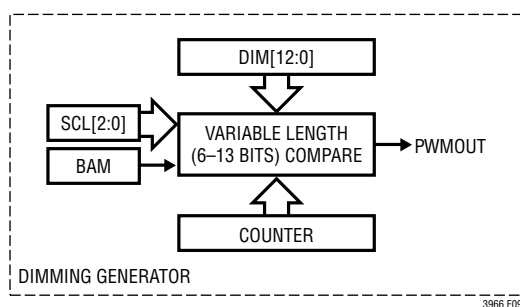 DIM[12:0]
SCL[2:0]
VARIABLE LENGTH
(6–13 BITS) COMPARE
PWMOUT
BAM
COUNTER
DIMMING GENERATOR
3966 F09